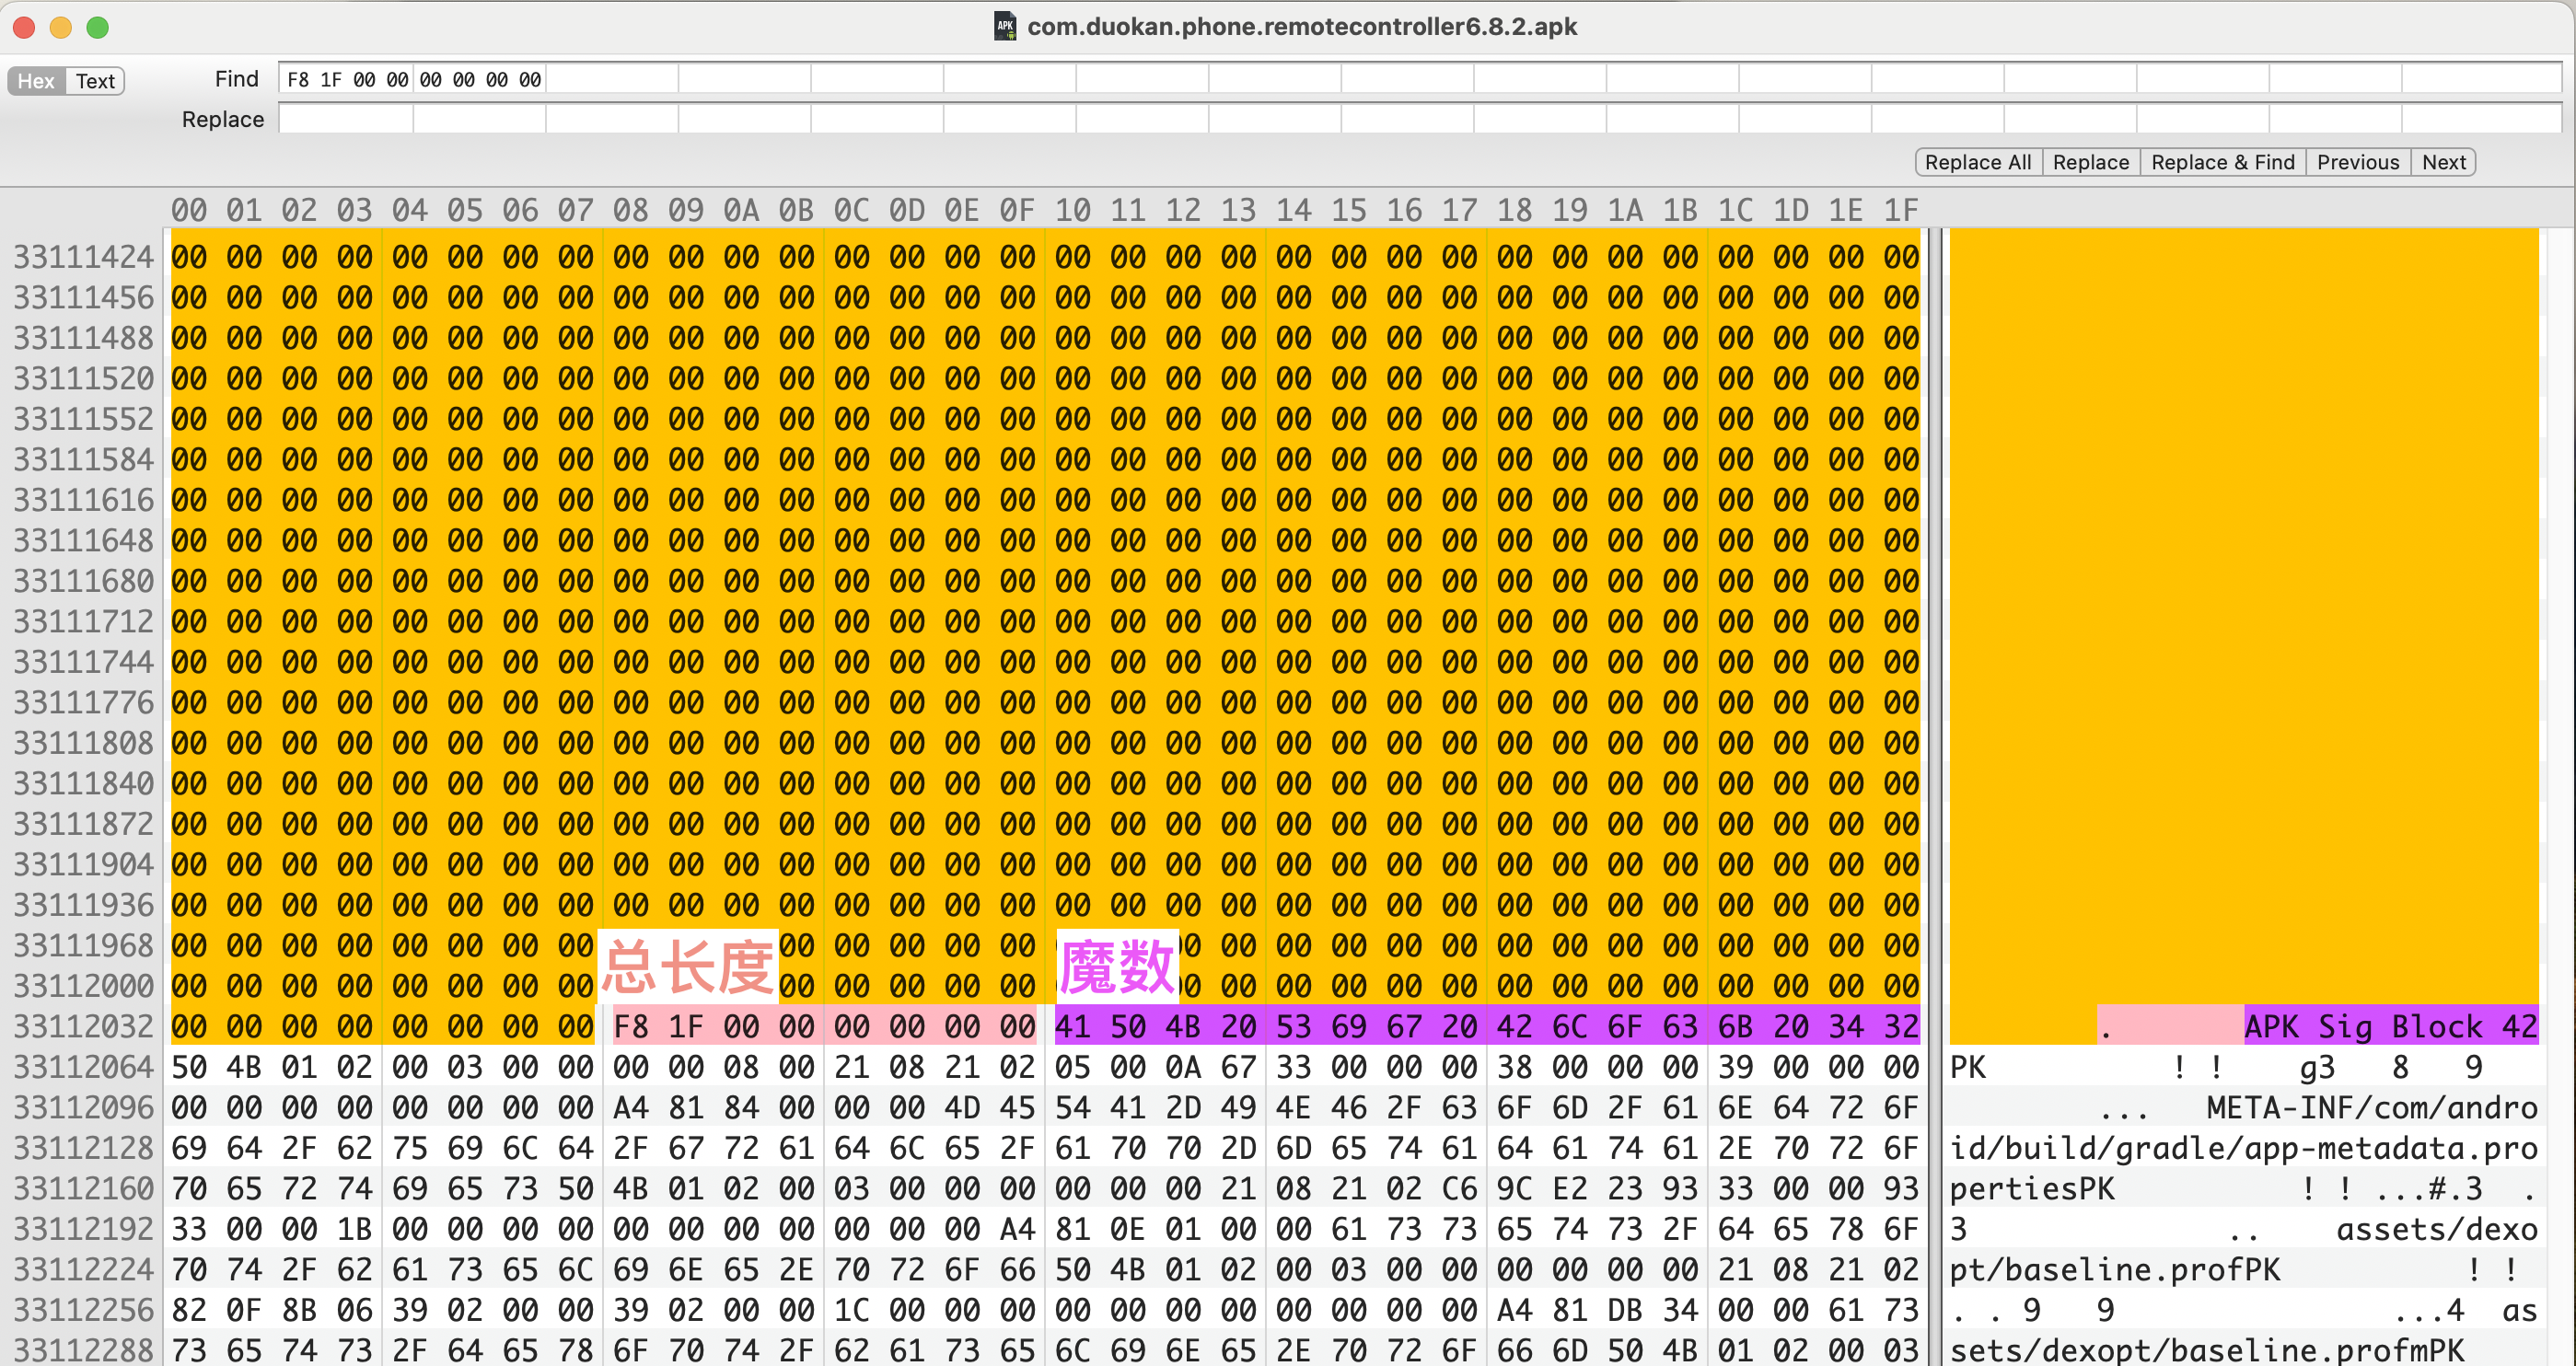 com.duokan.phone.remotecontroller6.8.2.apk
Hex Text Find F8 1F 00 00 00 00 00 00
Replace
Replace All Replace Replace & Find Previous Next
00 01 02 03 04 05 06 07 08 09 0A 0B 0C 0D 0E 0F 10 11 12 13 14 15 16 17 18 19 1A 1B 1C 1D 1E 1F
33111424 00 00 00 00 00 00 00 00 00 00 00 00 00 00 00 00 00 00 00 00 00 00 00 00 00 00 00 00 00 00 00 00
33111456 00 00 00 00 00 00 00 00 00 00 00 00 00 00 00 00 00 00 00 00 00 00 00 00 00 00 00 00 00 00 00 00
33111488 00 00 00 00 00 00 00 00 00 00 00 00 00 00 00 00 00 00 00 00 00 00 00 00 00 00 00 00 00 00 00 00
33111520 00 00 00 00 00 00 00 00 00 00 00 00 00 00 00 00 00 00 00 00 00 00 00 00 00 00 00 00 00 00 00 00
33111552 00 00 00 00 00 00 00 00 00 00 00 00 00 00 00 00 00 00 00 00 00 00 00 00 00 00 00 00 00 00 00 00
33111584 00 00 00 00 00 00 00 00 00 00 00 00 00 00 00 00 00 00 00 00 00 00 00 00 00 00 00 00 00 00 00 00
33111616 00 00 00 00 00 00 00 00 00 00 00 00 00 00 00 00 00 00 00 00 00 00 00 00 00 00 00 00 00 00 00 00
33111648 00 00 00 00 00 00 00 00 00 00 00 00 00 00 00 00 00 00 00 00 00 00 00 00 00 00 00 00 00 00 00 00
33111680 00 00 00 00 00 00 00 00 00 00 00 00 00 00 00 00 00 00 00 00 00 00 00 00 00 00 00 00 00 00 00 00
33111712 00 00 00 00 00 00 00 00 00 00 00 00 00 00 00 00 00 00 00 00 00 00 00 00 00 00 00 00 00 00 00 00
33111744 00 00 00 00 00 00 00 00 00 00 00 00 00 00 00 00 00 00 00 00 00 00 00 00 00 00 00 00 00 00 00 00
33111776 00 00 00 00 00 00 00 00 00 00 00 00 00 00 00 00 00 00 00 00 00 00 00 00 00 00 00 00 00 00 00 00
33111808 00 00 00 00 00 00 00 00 00 00 00 00 00 00 00 00 00 00 00 00 00 00 00 00 00 00 00 00 00 00 00 00
33111840 00 00 00 00 00 00 00 00 00 00 00 00 00 00 00 00 00 00 00 00 00 00 00 00 00 00 00 00 00 00 00 00
33111872 00 00 00 00 00 00 00 00 00 00 00 00 00 00 00 00 00 00 00 00 00 00 00 00 00 00 00 00 00 00 00 00
33111904 00 00 00 00 00 00 00 00 00 00 00 00 00 00 00 00 00 00 00 00 00 00 00 00 00 00 00 00 00 00 00 00
33111936 00 00 00 00 00 00 00 00 00 00 00 00 00 00 00 00 00 00 00 00 00 00 00 00 00 00 00 00 00 00 00 00
33111968 00 00 00 00 00 00 00 00 00 00 00 00 00 00 00 00 00 00 00 00 00 00 00 00 00 00 00
总长度 魔数
33112000 00 00 00 00 00 00 00 00 00 00 00 00 00 00 00 00 00 00 00 00 00 00 00 00 00 00 00
33112032 00 00 00 00 00 00 00 00 F8 1F 00 00 00 00 00 00 41 50 4B 20 53 69 67 20 42 6C 6F 63 6B 20 34 32 . APK Sig Block 42
33112064 50 4B 01 02 00 03 00 00 00 00 08 00 21 08 21 02 05 00 0A 67 33 00 00 00 38 00 00 00 39 00 00 00 PK ! ! g3 8 9
33112096 00 00 00 00 00 00 00 00 A4 81 84 00 00 00 4D 45 54 41 2D 49 4E 46 2F 63 6F 6D 2F 61 6E 64 72 6F ... META-INF/com/andro
33112128 69 64 2F 62 75 69 6C 64 2F 67 72 61 64 6C 65 2F 61 70 70 2D 6D 65 74 61 64 61 74 61 2E 70 72 6F id/build/gradle/app-metadata.pro
33112160 70 65 72 74 69 65 73 50 4B 01 02 00 03 00 00 00 00 00 00 21 08 21 02 C6 9C E2 23 93 33 00 00 93 pertiesPK ! ! ...#.3 .
33112192 33 00 00 1B 00 00 00 00 00 00 00 00 00 00 00 A4 81 0E 01 00 00 61 73 73 65 74 73 2F 64 65 78 6F 3 .. assets/dexo
33112224 70 74 2F 62 61 73 65 6C 69 6E 65 2E 70 72 6F 66 50 4B 01 02 00 03 00 00 00 00 00 00 21 08 21 02 pt/baseline.profPK ! !
33112256 82 0F 8B 06 39 02 00 00 39 02 00 00 1C 00 00 00 00 00 00 00 00 00 00 00 A4 81 DB 34 00 00 61 73 . . 9 9 ...4 as
33112288 73 65 74 73 2F 64 65 78 6F 70 74 2F 62 61 73 65 6C 69 6E 65 2E 70 72 6F 66 6D 50 4B 01 02 00 03 sets/dexopt/baseline.profmPK